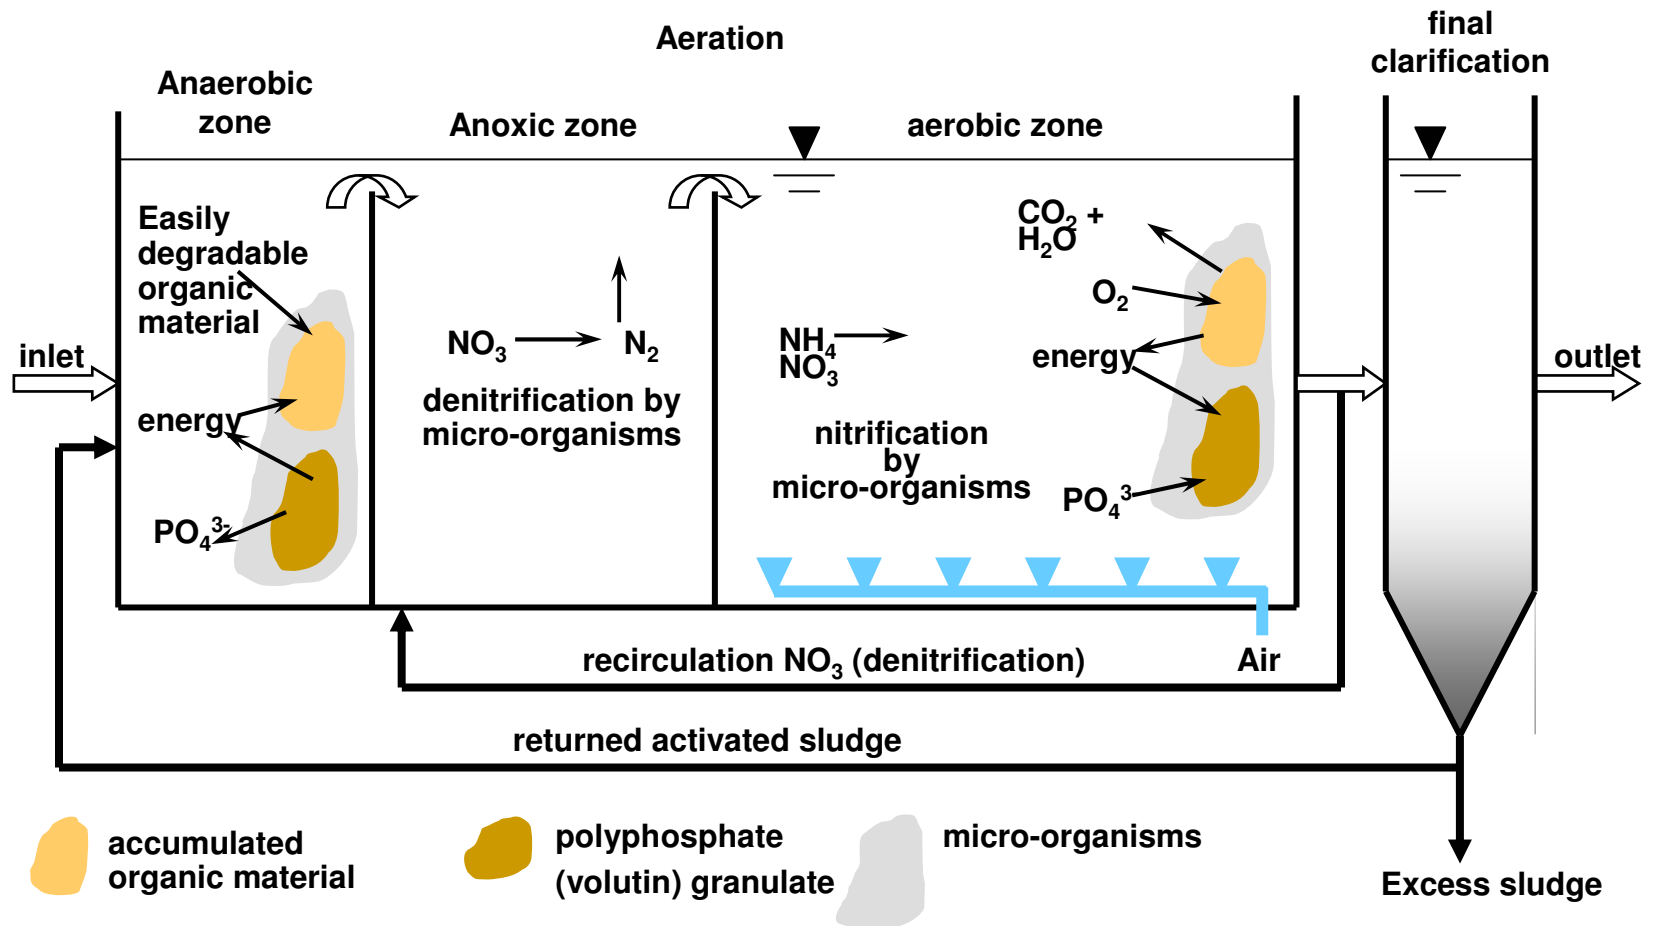 Aeration
final
clarification
Anaerobic
zone
Anoxic zone
aerobic zone
Easily
degradable
organic
material
CO2 +
H2O
O2
inlet
NO3
N2
NH4
NO3
energy
outlet
energy
denitrification by
micro-organisms
nitrification
by
micro-organisms
PO4 3-
PO4 3
recirculation NO3 (denitrification)
Air
returned activated sludge
accumulated
organic material
polyphosphate
(volutin) granulate
micro-organisms
Excess sludge